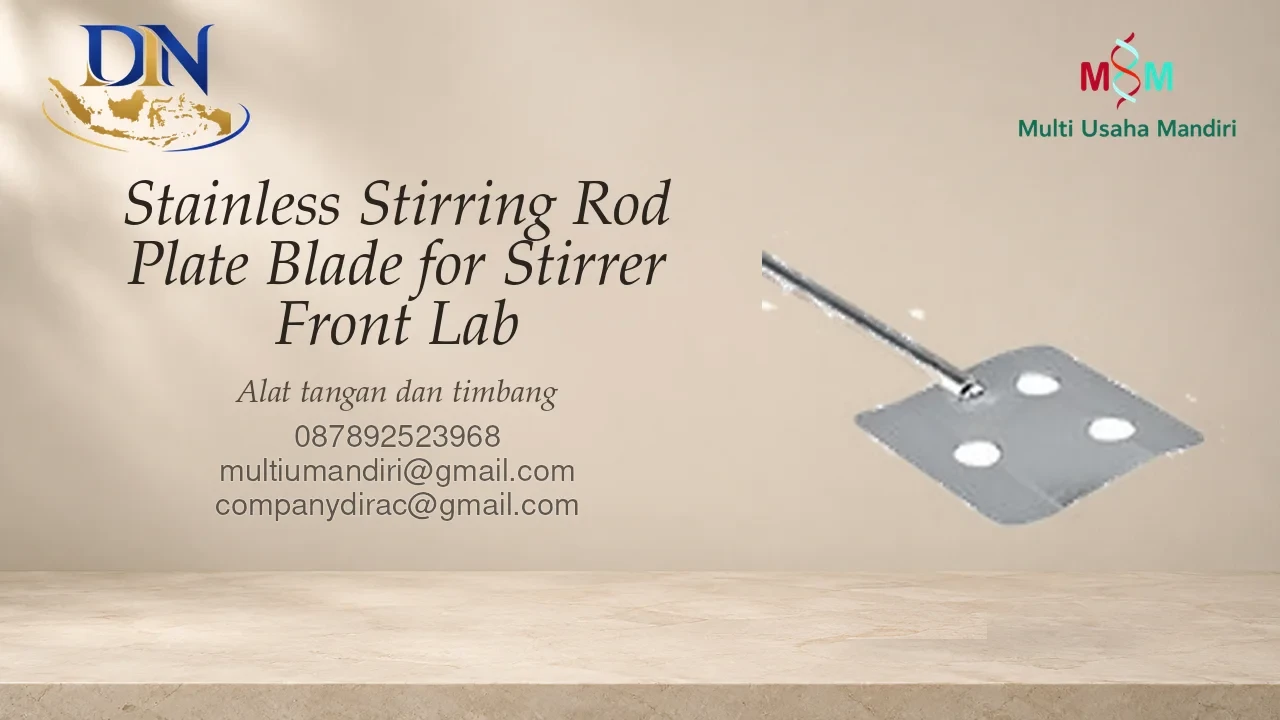 DN
M M
Multi Usaha Mandiri
Stainless Stirring Rod
Plate Blade for Stirrer
Front Lab
Alat tangan dan timbang
087892523968
multiumandiri@gmail.com
companydirac@gmail.com